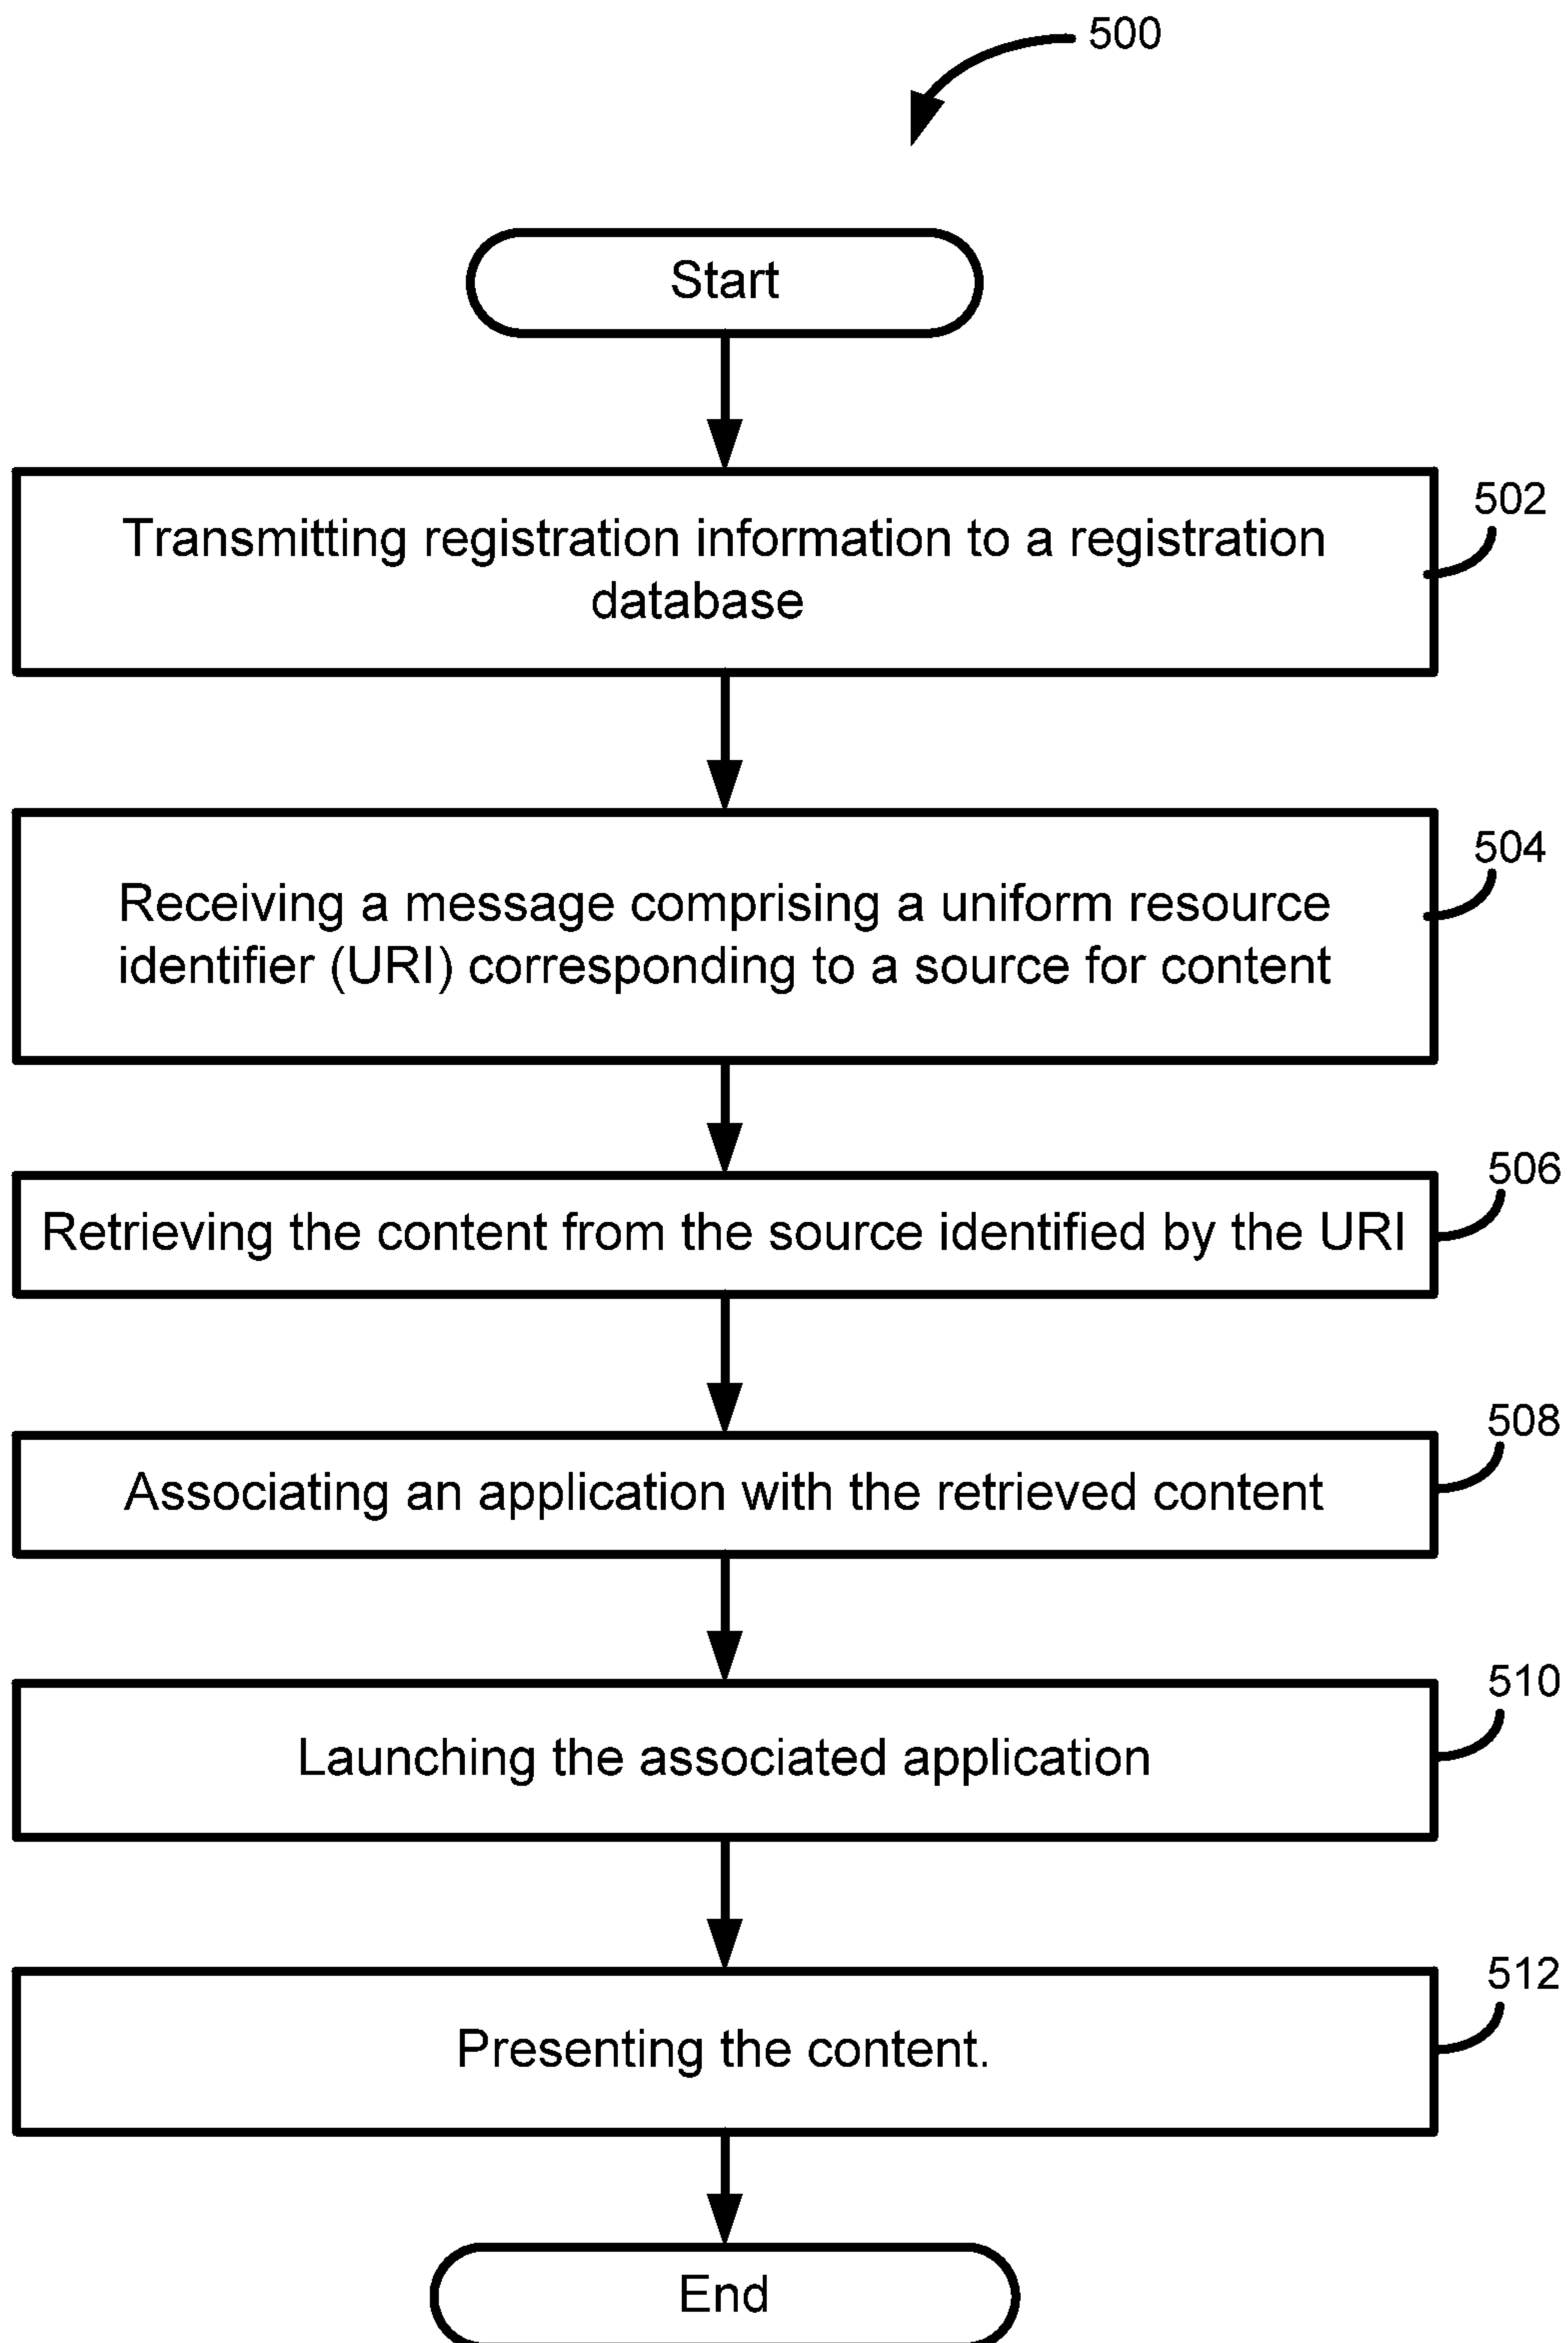 500
Start
Transmitting registration information to a registration
database
502
Receiving a message comprising a uniform resource
identifier (URI) corresponding to a source for content
504
Retrieving the content from the source identified by the URI
506
Associating an application with the retrieved content
508
Launching the associated application
510
Presenting the content.
512
End